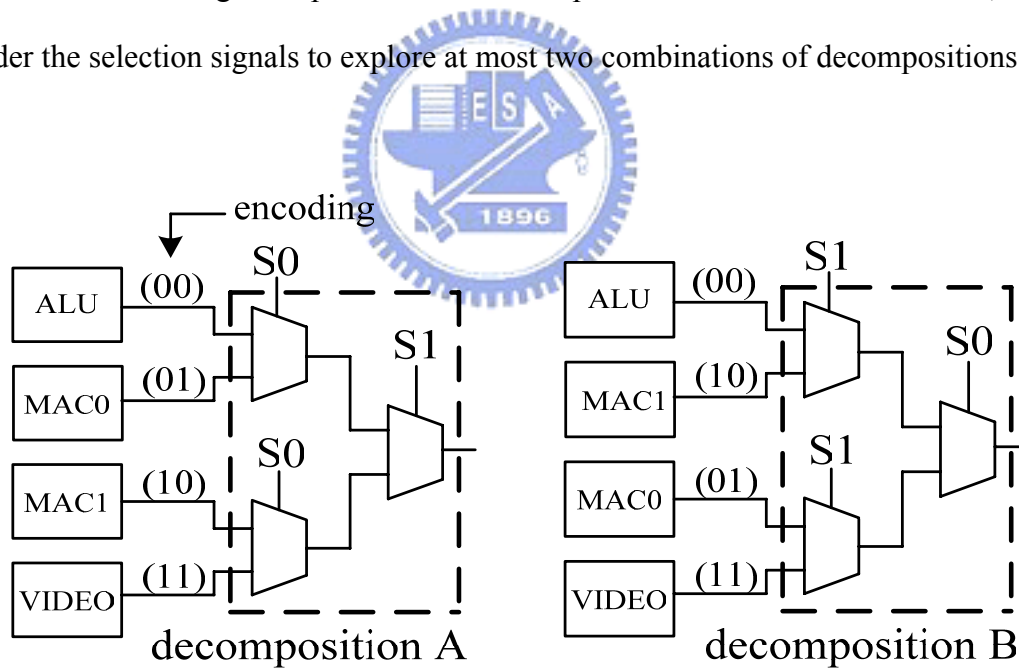 der the selection signals to explore at most two combinations of decompositions
E S A
1896
encoding
S0
ALU
(00)
MAC0
(01)
S1
S0
MAC1
(10)
VIDEO
(11)
decomposition A
S1
ALU
(00)
MAC1
(10)
S0
S1
MAC0
(01)
VIDEO
(11)
decomposition B